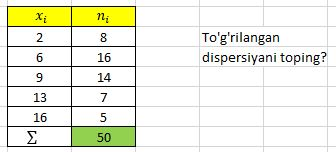 xᵢ nᵢ
2 8
6 16
9 14
13 7
16 5
∑ 50
To'g'rilangan
dispersiyani toping?